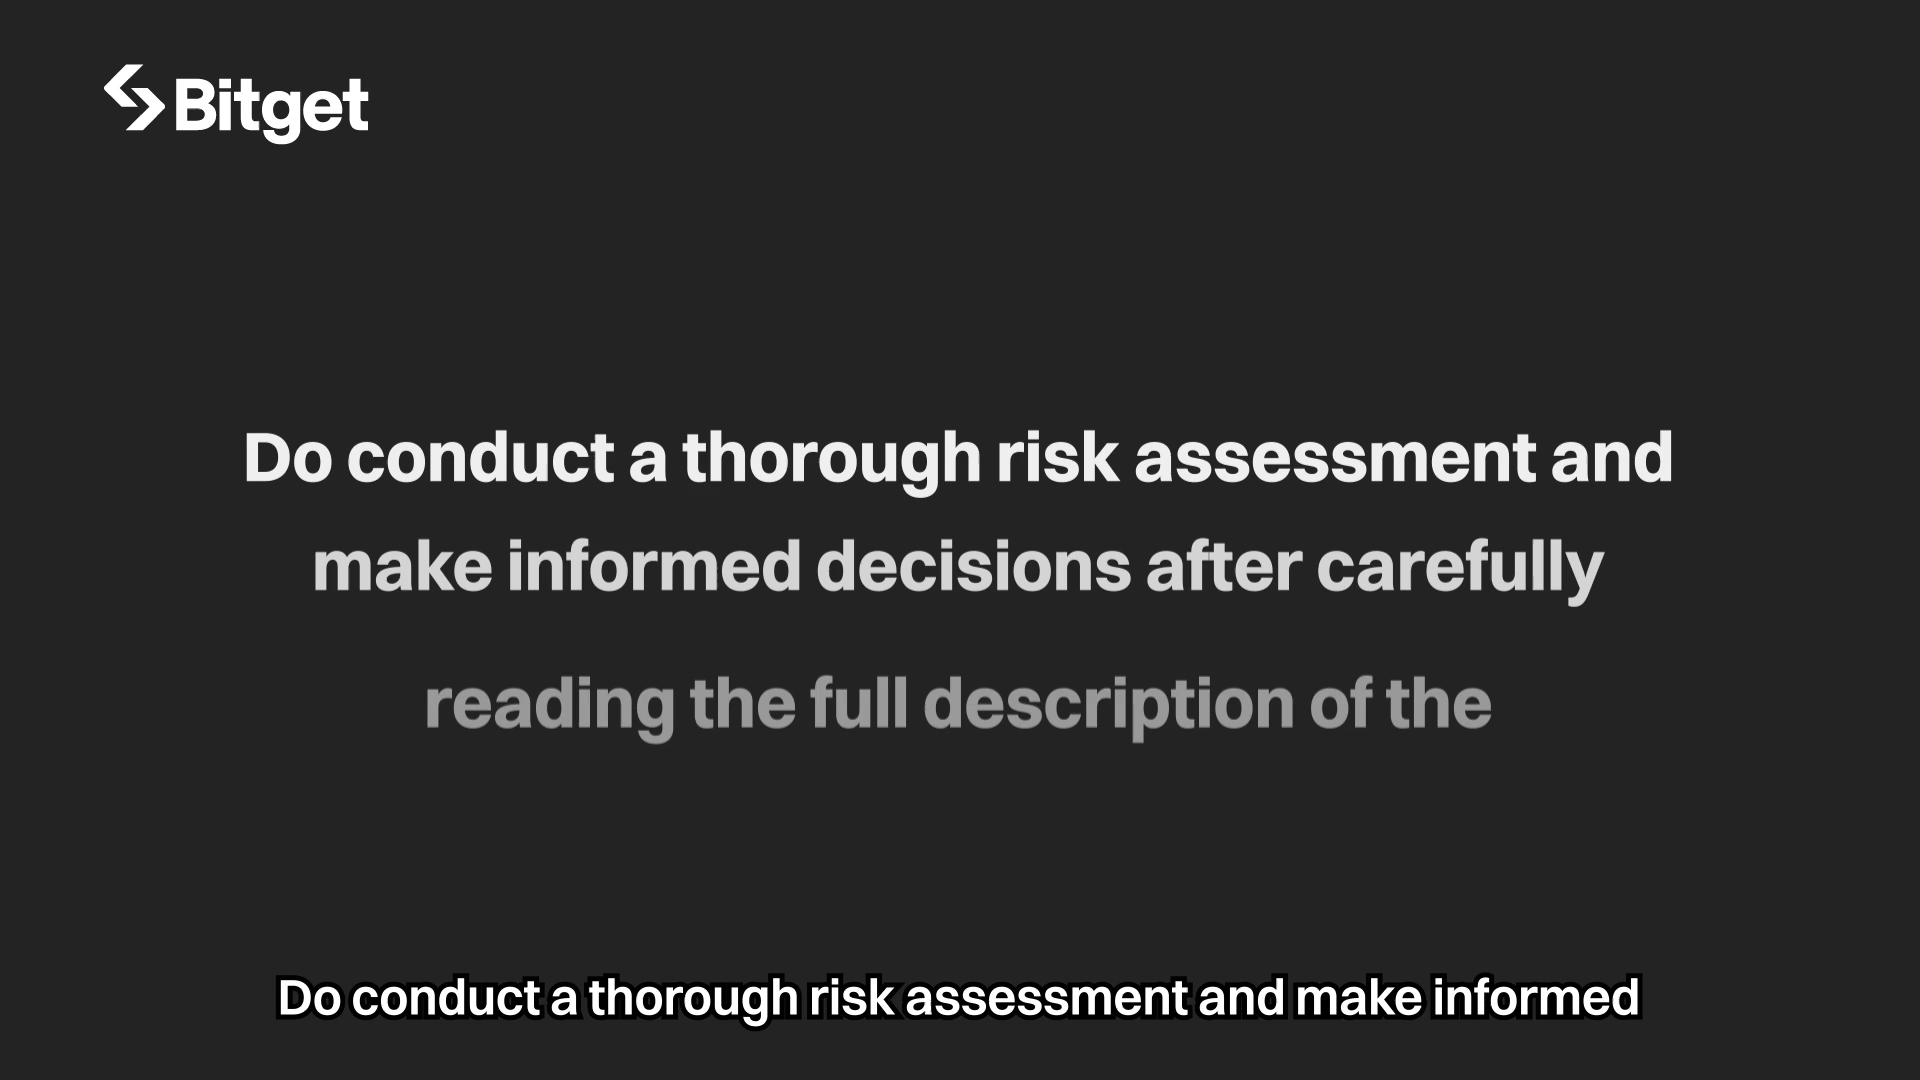 Bitget
Do conduct a thorough risk assessment and
make informed decisions after carefully
reading the full description of the
Do conduct a thorough risk assessment and make informed